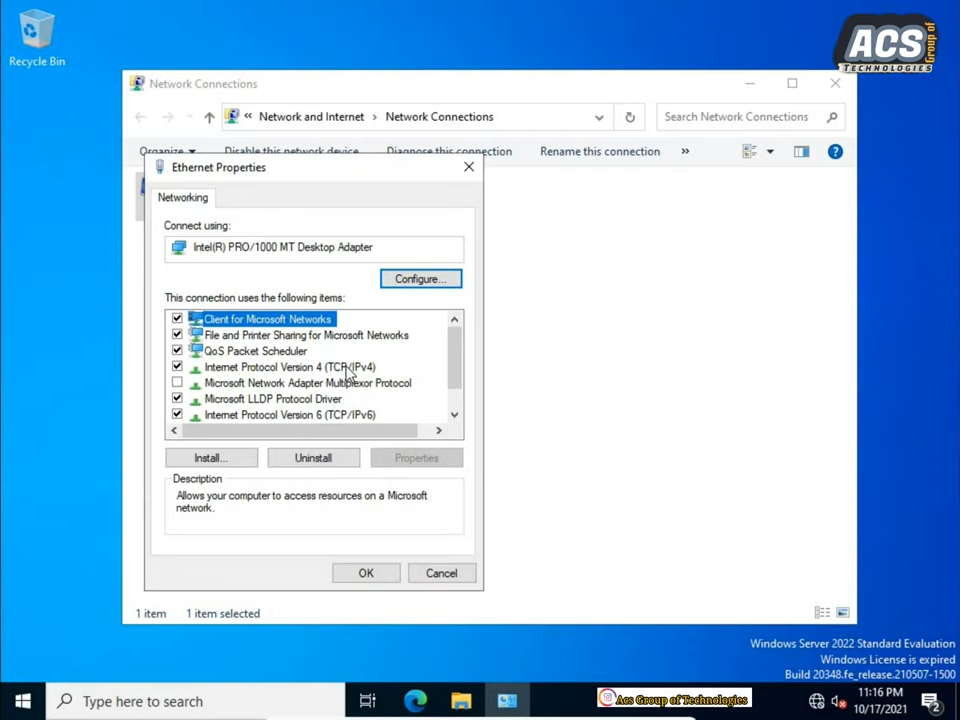 Recycle Bin
ACS
Group of
TECHNOLOGIES
Network Connections
« Network and Internet > Network Connections
Search Network Connections
Organize
Disable this network device
Diagnose this connection
Rename this connection
»
Ethernet Properties
Networking
Connect using:
Intel(R) PRO/1000 MT Desktop Adapter
Configure...
This connection uses the following items:
Client for Microsoft Networks
File and Printer Sharing for Microsoft Networks
QoS Packet Scheduler
Internet Protocol Version 4 (TCP/IPv4)
Microsoft Network Adapter Multiplexor Protocol
Microsoft LLDP Protocol Driver
Internet Protocol Version 6 (TCP/IPv6)
Install...
Uninstall
Properties
Description
Allows your computer to access resources on a Microsoft
network.
OK
Cancel
1 item
1 item selected
Windows Server 2022 Standard Evaluation
Windows License is expired
Build 20348.fe_release.210507-1500
Type here to search
Acs Group of Technologies
11:16 PM
10/17/2021
2